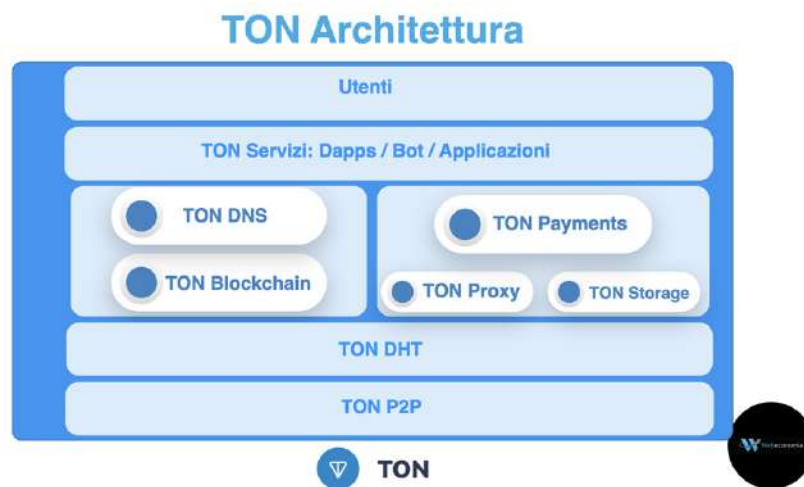 TON Architettura
Utenti
TON Servizi: Dapps / Bot / Applicazioni
TON DNS
TON Blockchain
TON Payments
TON Proxy
TON Storage
TON DHT
TON P2P
TON